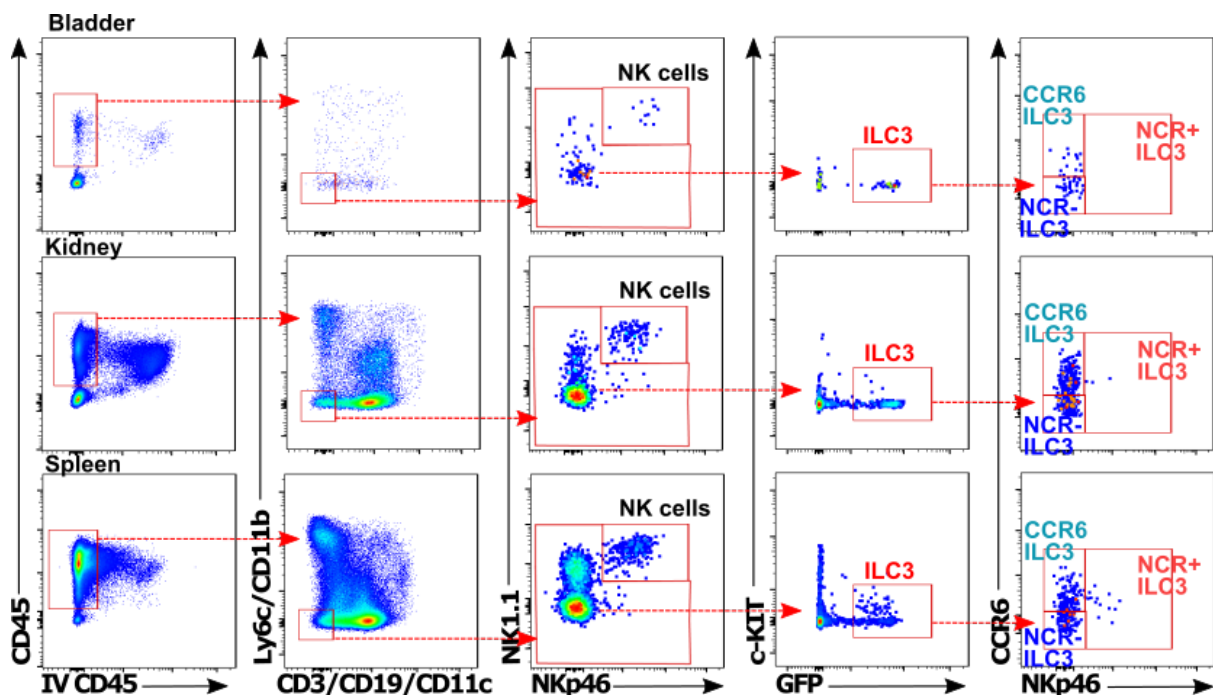 Bladder
CD45
Ly6c/CD11b
NK1.1
c-KIT
CCR6
NK cells
ILC3
CCR6
ILC3
NCR+
ILC3
NCR-
ILC3
Kidney
NK cells
ILC3
CCR6
ILC3
NCR+
ILC3
NCR-
ILC3
Spleen
NK cells
ILC3
CCR6
ILC3
NCR+
ILC3
NCR-
ILC3
IV CD45
CD3/CD19/CD11c
NKp46
GFP
NKp46